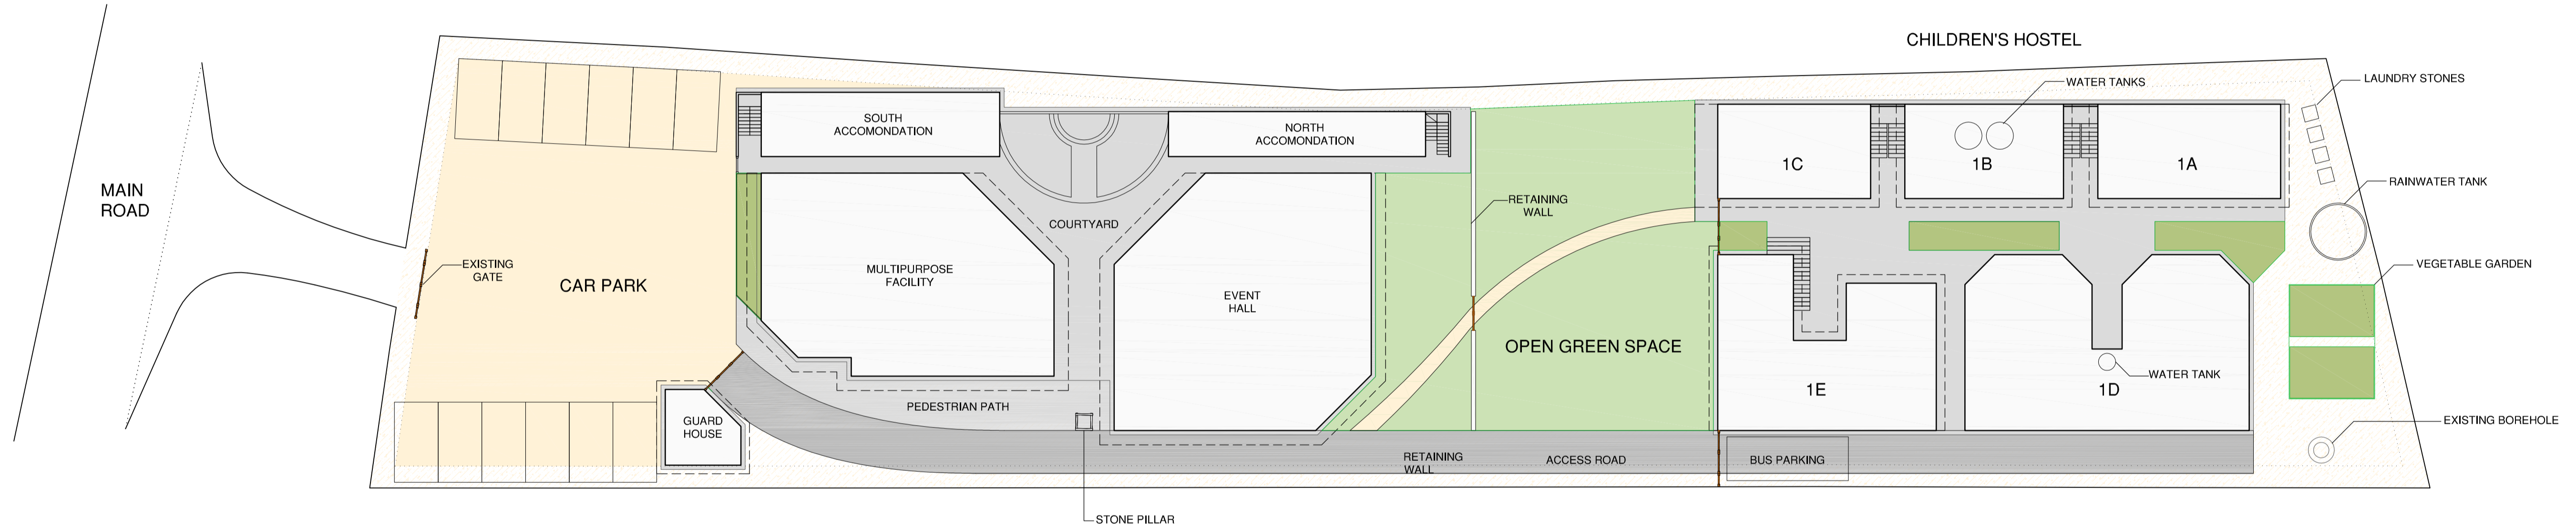 CHILDREN'S HOSTEL
WATER TANKS
LAUNDRY STONES
SOUTH
ACCOMONDATION
NORTH
ACCOMONDATION
1C
1B
1A
MAIN
ROAD
RAINWATER TANK
RETAINING
WALL
COURTYARD
EXISTING
GATE
CAR PARK
MULTIPURPOSE
FACILITY
EVENT
HALL
VEGETABLE GARDEN
OPEN GREEN SPACE
WATER TANK
1E
1D
PEDESTRIAN PATH
GUARD
HOUSE
EXISTING BOREHOLE
RETAINING
WALL
ACCESS ROAD
BUS PARKING
STONE PILLAR